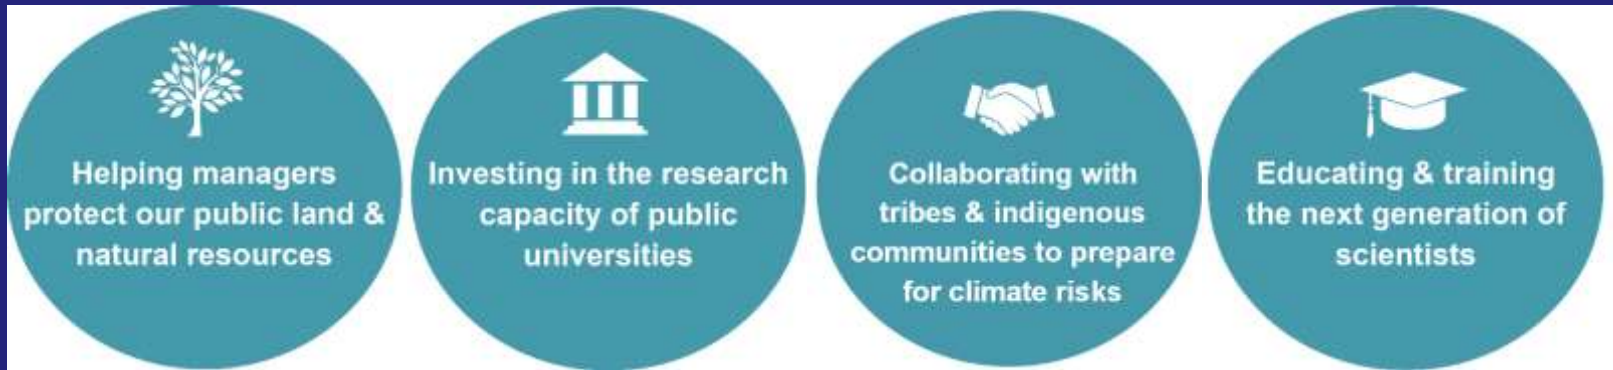 Helping managers
protect our public land &
natural resources
Investing in the research
capacity of public
universities
Collaborating with
tribes & indigenous
communities to prepare
for climate risks
Educating & training
the next generation of
scientists